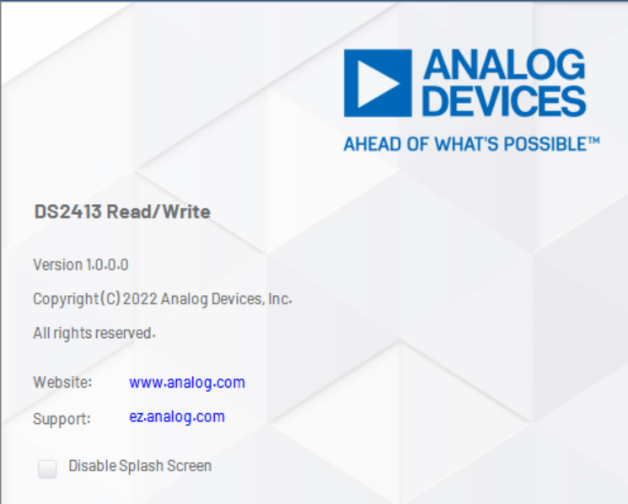 ANALOG
DEVICES
AHEAD OF WHAT'S POSSIBLE™
DS2413 Read/Write
Version 1.0.0.0
Copyright (C) 2022 Analog Devices, Inc.
All rights reserved.
Website: www.analog.com
Support: ez.analog.com
Disable Splash Screen